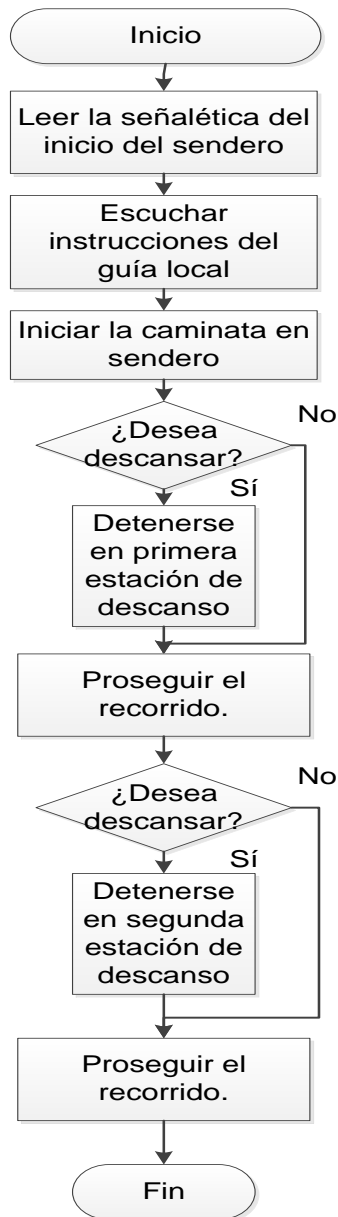 Inicio
Leer la señalética del
inicio del sendero
Escuchar
instrucciones del
guía local
Iniciar la caminata en
sendero
No
¿Desea
descansar?
Sí
Detenerse
en primera
estación de
descanso
Proseguir el
recorrido.
No
¿Desea
descansar?
Sí
Detenerse
en segunda
estación de
descanso
Proseguir el
recorrido.
Fin